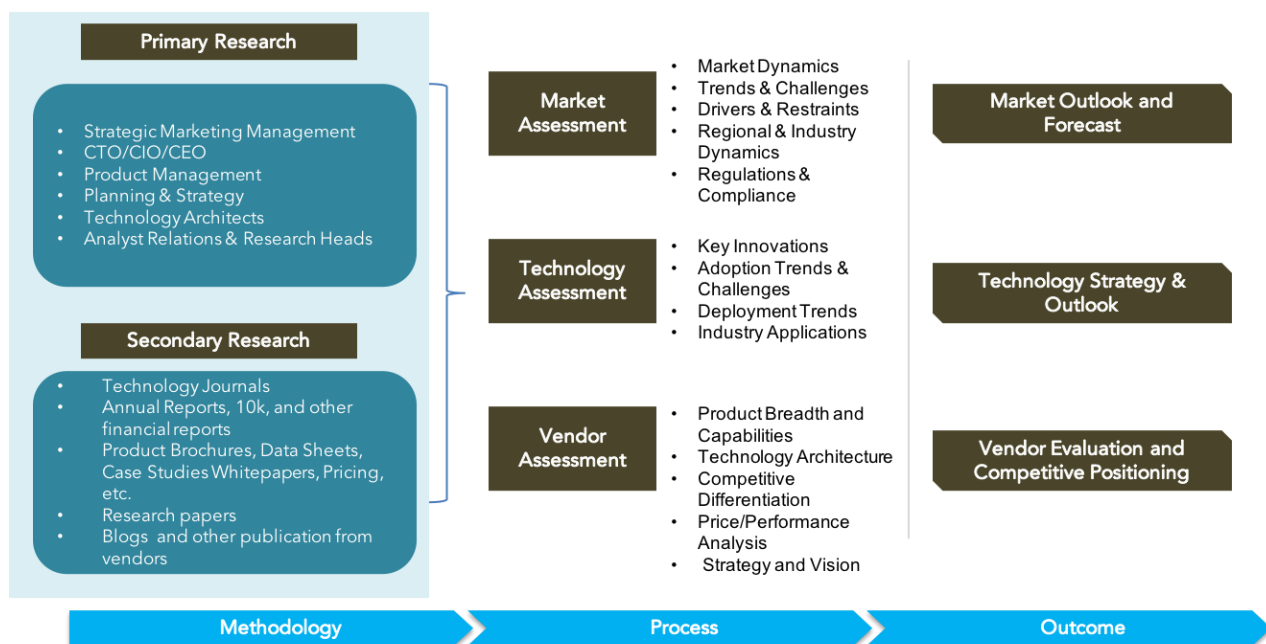 Primary Research
• Strategic Marketing Management
• CTO/CIO/CEO
• Product Management
• Planning & Strategy
• Technology Architects
• Analyst Relations & Research Heads
Secondary Research
• Technology Journals
• Annual Reports, 10k, and other
financial reports
• Product Brochures, Data Sheets,
Case Studies Whitepapers, Pricing,
etc.
• Research papers
• Blogs and other publication from
vendors
Market
Assessment
• Market Dynamics
• Trends & Challenges
• Drivers & Restraints
• Regional & Industry
Dynamics
• Regulations &
Compliance
Technology
Assessment
• Key Innovations
• Adoption Trends &
Challenges
• Deployment Trends
• Industry Applications
Vendor
Assessment
• Product Breadth and
Capabilities
• Technology Architecture
• Competitive
Differentiation
• Price/Performance
Analysis
• Strategy and Vision
Market Outlook and
Forecast
Technology Strategy &
Outlook
Vendor Evaluation and
Competitive Positioning
Methodology
Process
Outcome